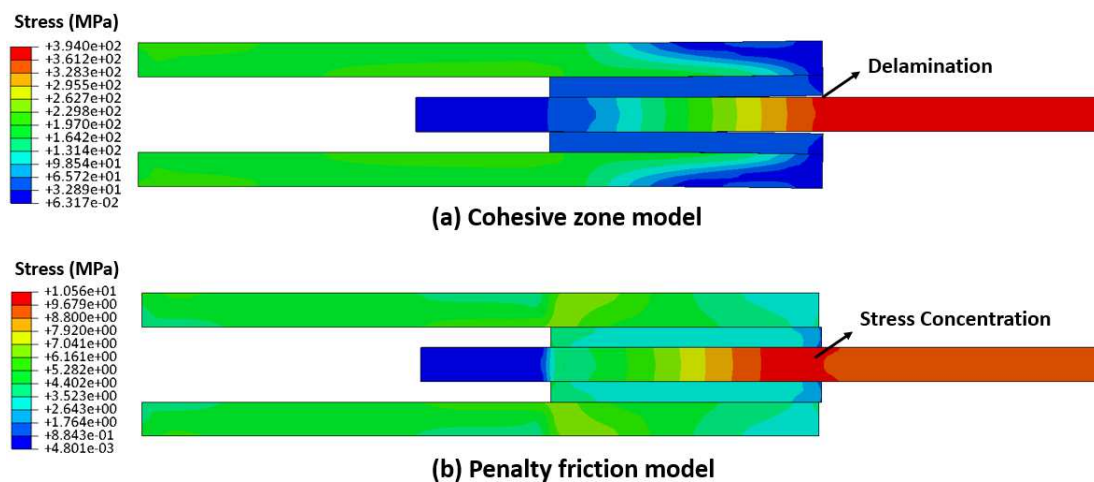 Stress (MPa)
+3.940e+02
+3.612e+02
+3.283e+02
+2.955e+02
+2.627e+02
+2.298e+02
+1.970e+02
+1.642e+02
+1.314e+02
+9.854e+01
+6.572e+01
+3.289e+01
+6.317e-02
Delamination
(a) Cohesive zone model
Stress (MPa)
+1.056e+01
+9.679e+00
+8.800e+00
+7.920e+00
+7.041e+00
+6.161e+00
+5.282e+00
+4.402e+00
+3.523e+00
+2.643e+00
+1.764e+00
+8.843e-01
+4.801e-03
Stress Concentration
(b) Penalty friction model